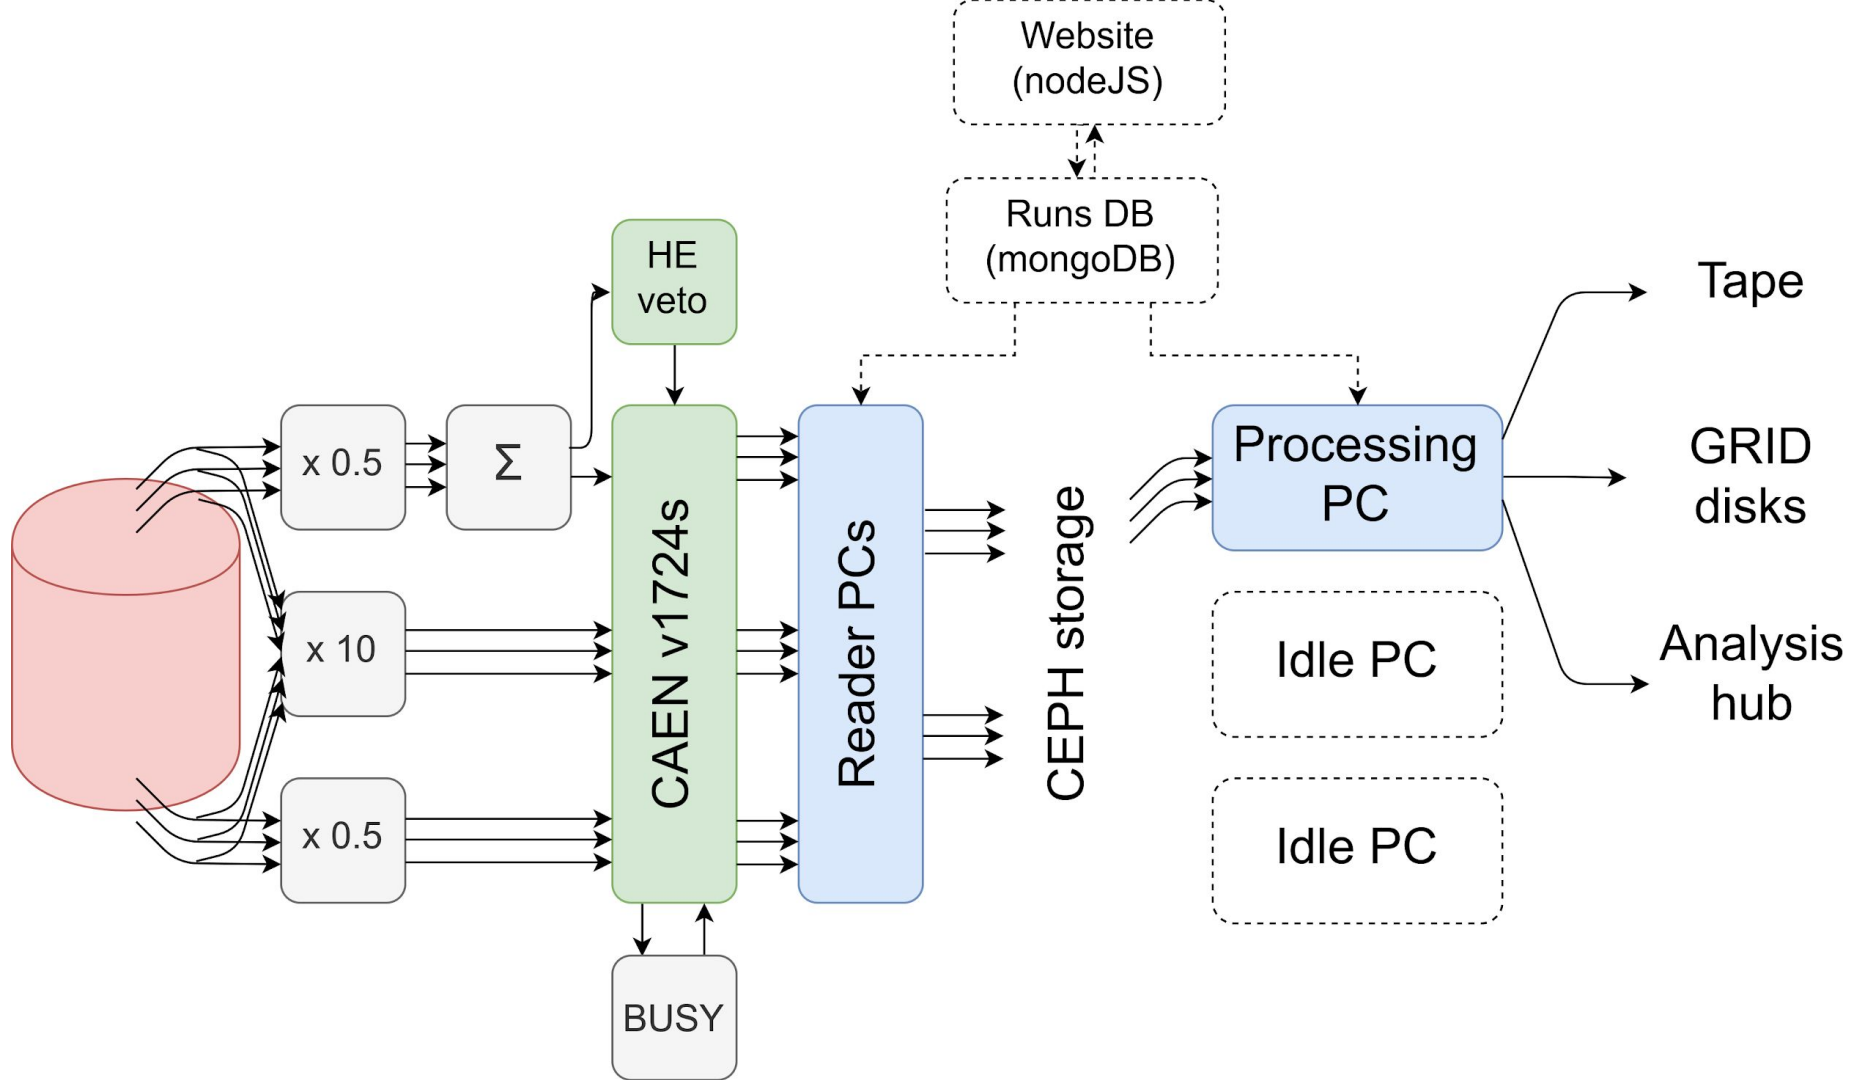 Website
(nodeJS)
Runs DB
(mongoDB)
HE
veto
x 0.5
Σ
x 10
x 0.5
CAEN v1724s
BUSY
Reader PCs
CEPH storage
Processing
PC
Idle PC
Idle PC
Tape
GRID
disks
Analysis
hub